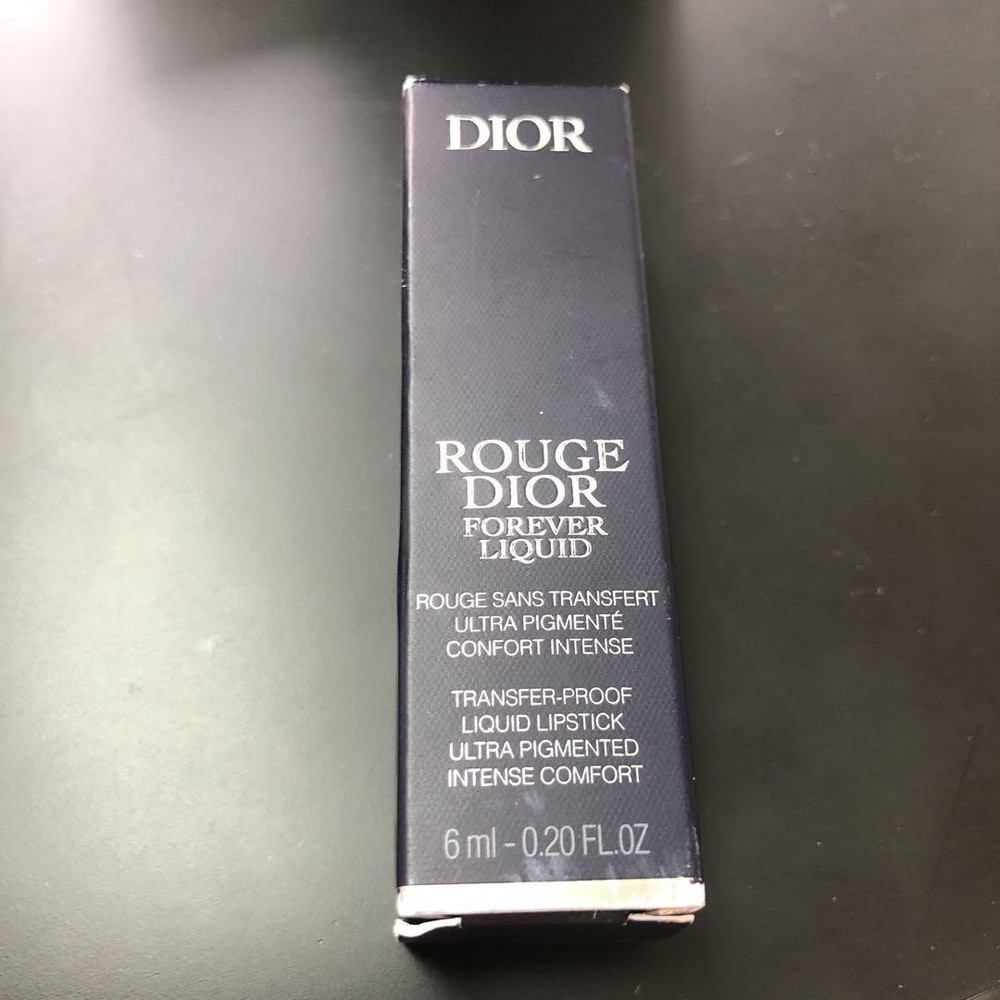 DIOR
ROUGE
DIOR
FOREVER
LIQUID
ROUGE SANS TRANSFERT
ULTRA PIGMENTÉ
CONFORT INTENSE
TRANSFER-PROOF
LIQUID LIPSTICK
ULTRA PIGMENTED
INTENSE COMFORT
6 ml - 0.20 FL.OZ